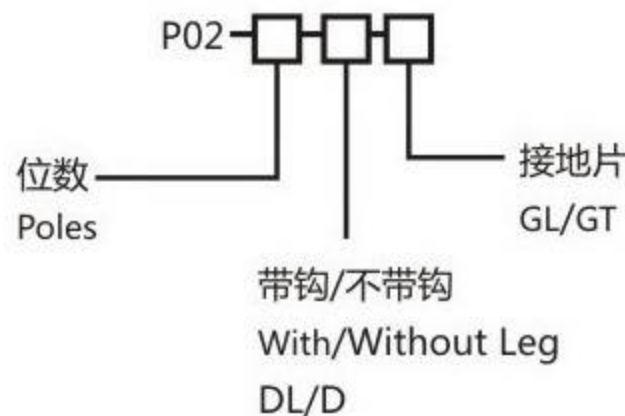 P02
位数
Poles
接地片
GL/GT
带钩/不带钩
With/Without Leg
DL/D